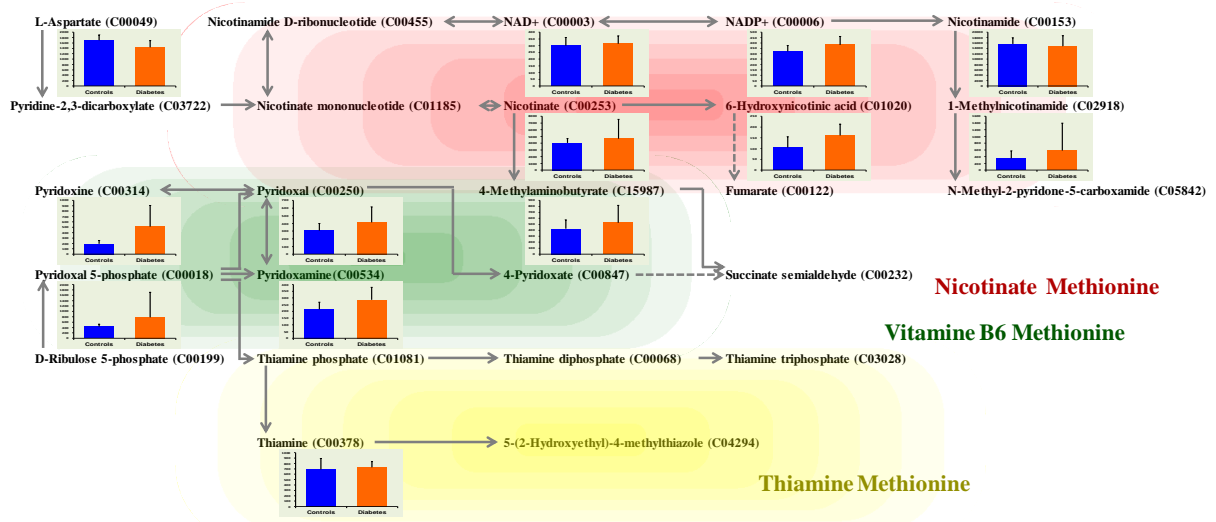 L-Aspartate (C00049)
Nicotinamide D-ribonucleotide (C00455)
NAD+ (C00003)
NADP+ (C00006)
Nicotinamide (C00153)
Controls Diabetes
Controls Diabetes
Controls Diabetes
Controls Diabetes
Pyridine-2,3-dicarboxylate (C03722)
Nicotinate mononucleotide (C01185)
Nicotinate (C00253)
6-Hydroxynicotinic acid (C01020)
1-Methylnicotinamide (C02918)
Controls Diabetes
Controls Diabetes
Controls Diabetes
Pyridoxine (C00314)
Pyridoxal (C00250)
4-Methylaminobutyrate (C15987)
Fumarate (C00122)
N-Methyl-2-pyridone-5-carboxamide (C05842)
Controls Diabetes
Controls Diabetes
Controls Diabetes
Pyridoxal 5-phosphate (C00018)
Pyridoxamine (C00534)
4-Pyridoxate (C00847)
Succinate semialdehyde (C00232)
Nicotinate Methionine
Vitamine B6 Methionine
Controls Diabetes
Controls Diabetes
D-Ribulose 5-phosphate (C00199)
Thiamine phosphate (C01081)
Thiamine diphosphate (C00068)
Thiamine triphosphate (C03028)
Thiamine (C00378)
5-(2-Hydroxyethyl)-4-methylthiazole (C04294)
Controls Diabetes
Thiamine Methionine